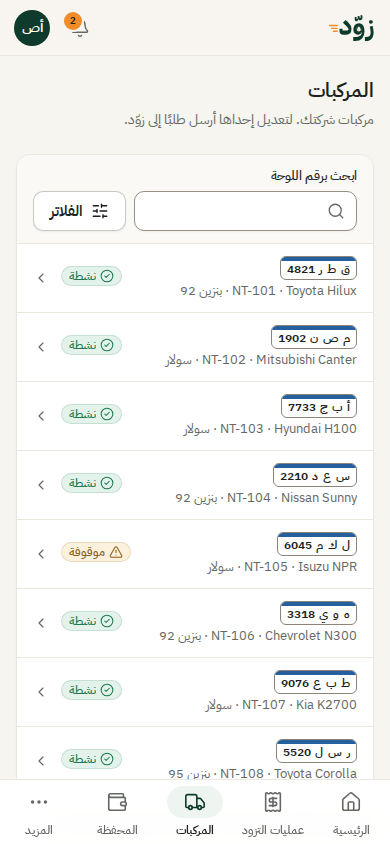 زوّد
2
أص
المركبات
مركبات شركتك. لتعديل إحداها أرسل طلبًا إلى زوّد.
ابحث برقم اللوحة
الفلاتر
ق ط ر 4821
نشطة
NT-101 · Toyota Hilux · بنزين 92
م ص ن 1902
نشطة
NT-102 · Mitsubishi Canter · سولار
أ ب ج 7733
نشطة
NT-103 · Hyundai H100 · سولار
س ع د 2210
نشطة
NT-104 · Nissan Sunny · بنزين 92
ل ك م 6045
موقوفة
NT-105 · Isuzu NPR · سولار
ه و ي 3318
نشطة
NT-106 · Chevrolet N300 · بنزين 92
ط ب ع 9076
نشطة
NT-107 · Kia K2700 · سولار
ر س ل 5520
نشطة
NT-108 · Toyota Corolla · بنزين 95
الرئيسية
عمليات التزود
المركبات
المحفظة
المزيد